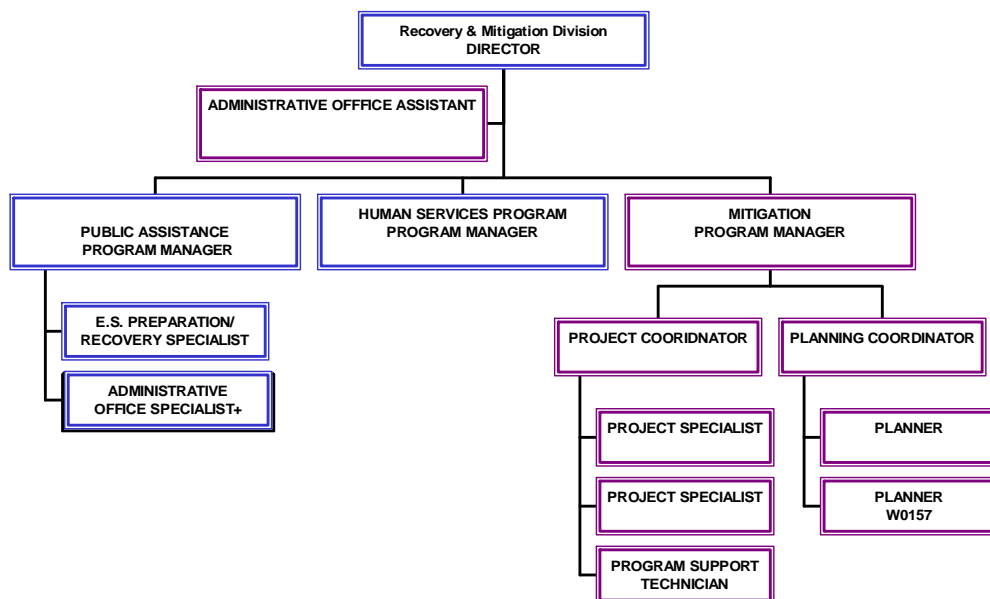 Recovery & Mitigation Division
DIRECTOR
ADMINISTRATIVE OFFFICE ASSISTANT
PUBLIC ASSISTANCE
PROGRAM MANAGER
HUMAN SERVICES PROGRAM
PROGRAM MANAGER
MITIGATION
PROGRAM MANAGER
E.S. PREPARATION/
RECOVERY SPECIALIST
ADMINISTRATIVE
OFFICE SPECIALIST+
PROJECT COORIDNATOR
PROJECT SPECIALIST
PROJECT SPECIALIST
PROGRAM SUPPORT
TECHNICIAN
PLANNING COORDINATOR
PLANNER
PLANNER
W0157